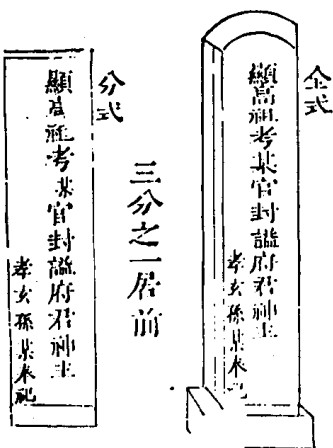 全式
顯高祖考某官封諡府君神主
孝玄孫某奉祀
三分之一居前
分式
顯高祖考某官封諡府君神主
孝玄孫某奉祀